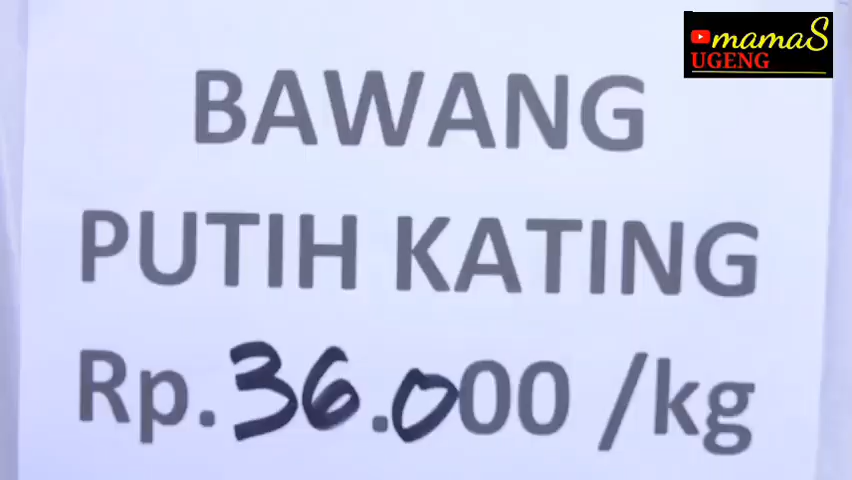 mamaS
UGENG
BAWANG
PUTIH KATING
Rp.36.000 /kg